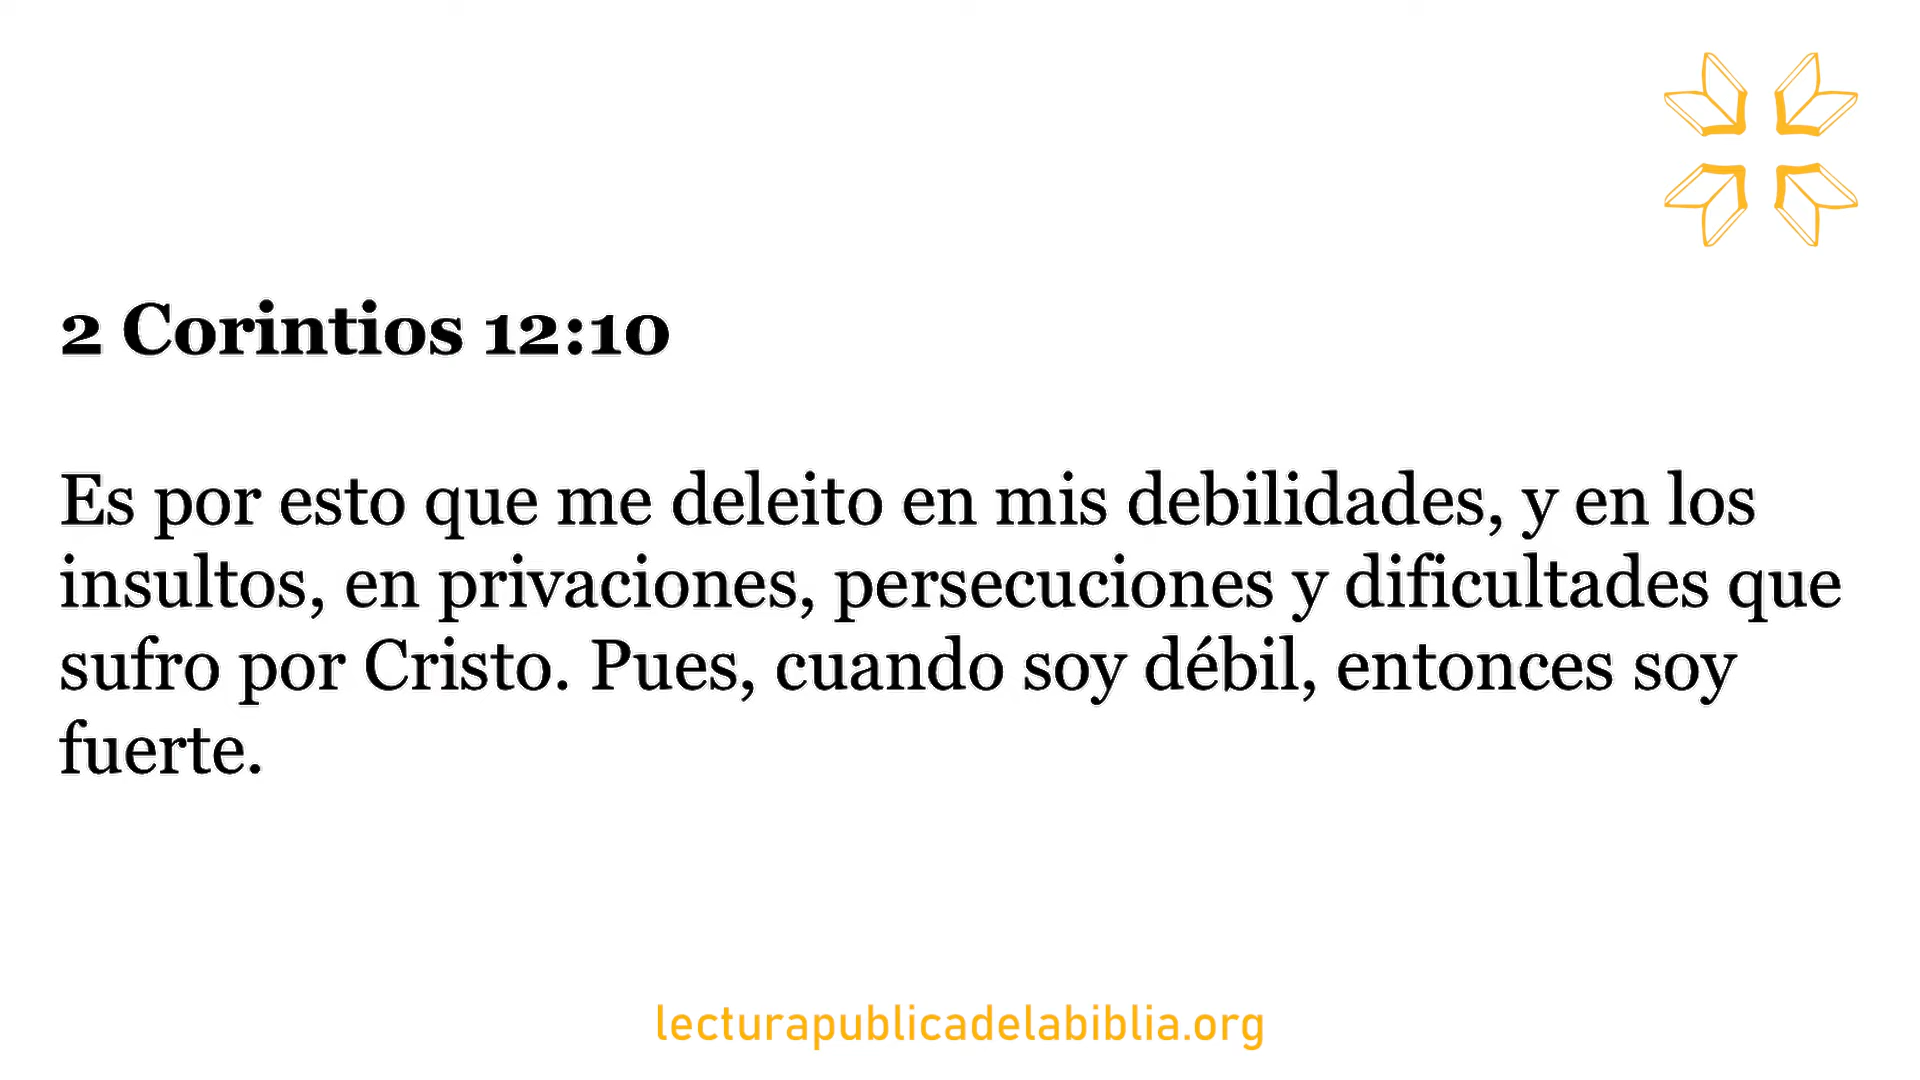 2 Corintios 12:10
Es por esto que me deleito en mis debilidades, y en los
insultos, en privaciones, persecuciones y dificultades que
sufro por Cristo. Pues, cuando soy débil, entonces soy
fuerte.
lecturapublicadelabiblia.org